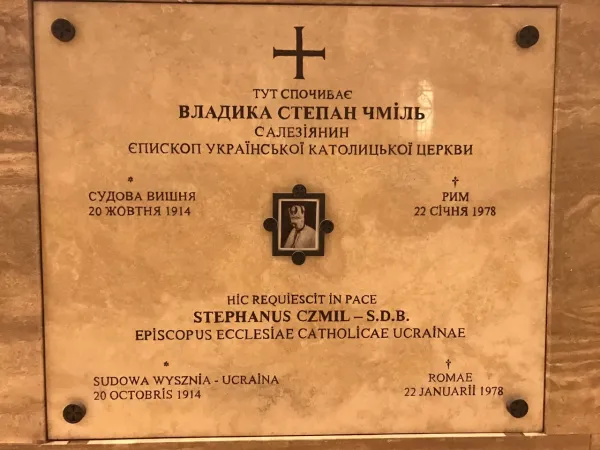 ТУТ СПОЧИВАЄ
ВЛАДИКА СТЕПАН ЧМІЛЬ
САЛЕЗІЯНИН
ЄПИСКОП УКРАЇНСЬКОЇ КАТОЛИЦЬКОЇ ЦЕРКВИ
* †
СУДОВА ВИШНЯ РИМ
20 ЖОВТНЯ 1914 22 СІЧНЯ 1978
HIC REQUIESCIT IN PACE
STEPHANUS CZMIL – S.D.B.
EPISCOPUS ECCLESIAE CATHOLICAE UCRAINAE
* †
SUDOWA WYSZNIA - UCRAINA ROMAE
20 OCTOBRIS 1914 22 JANUARII 1978